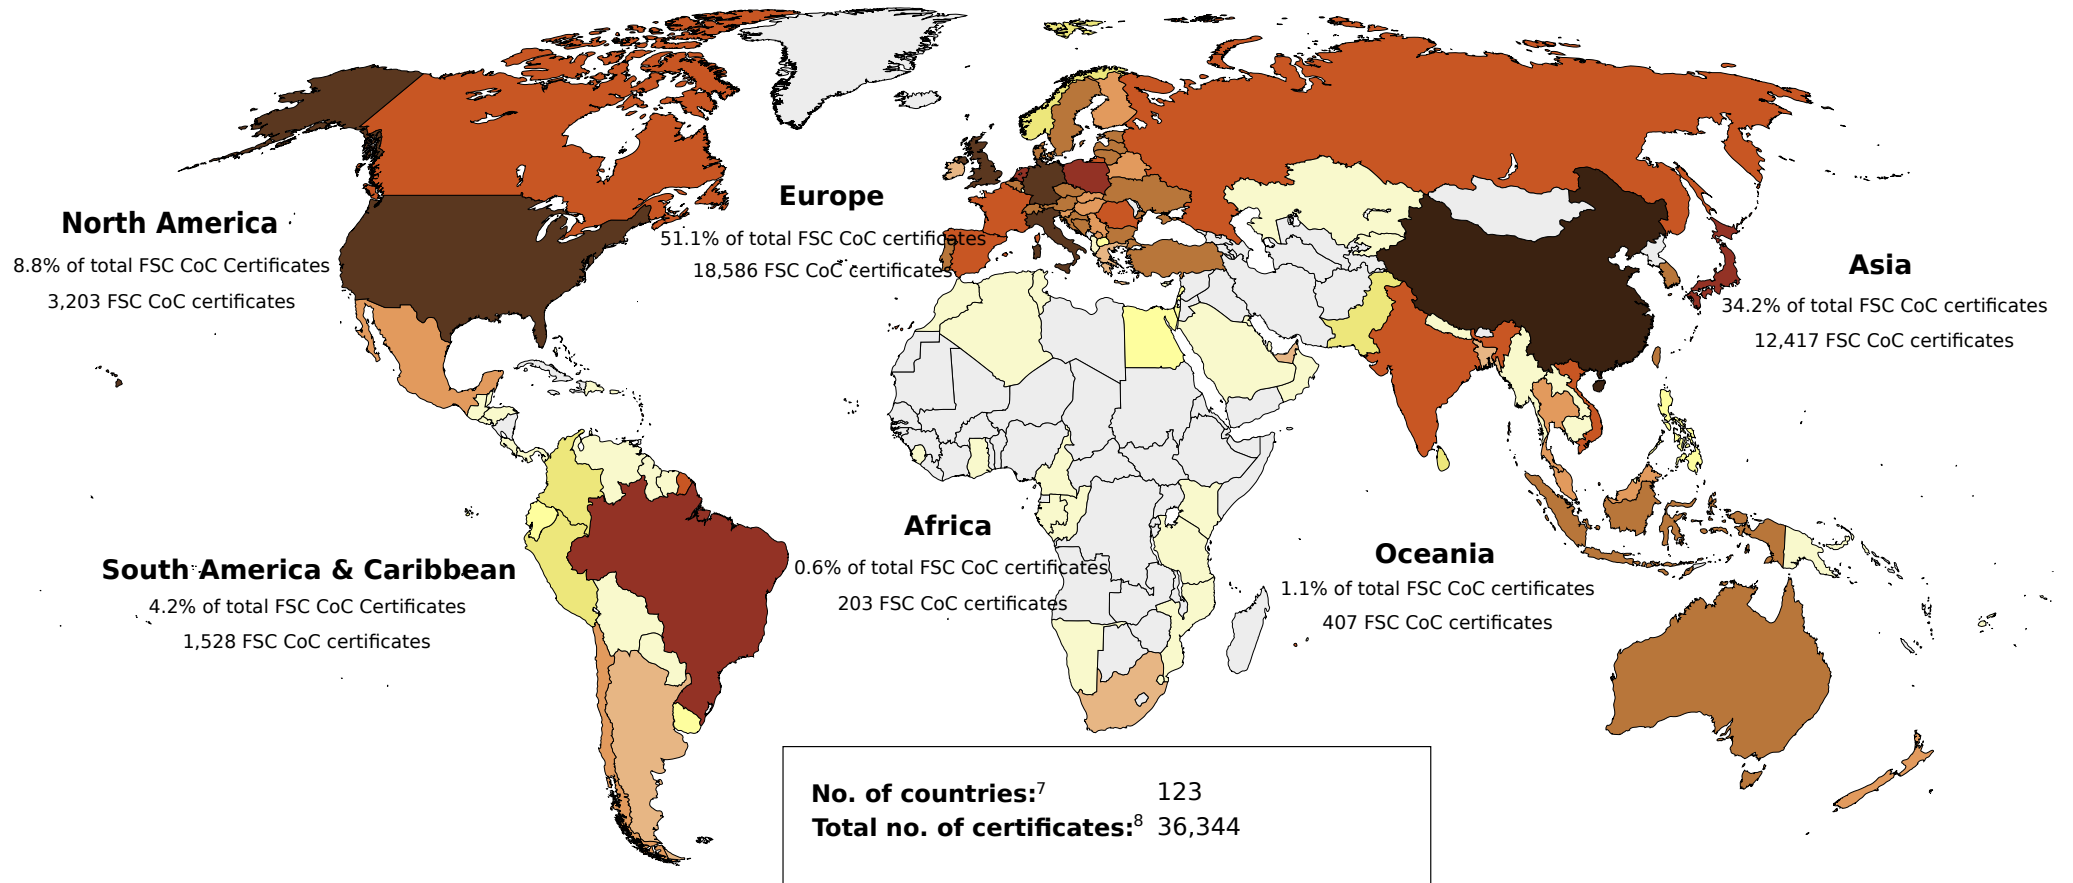 North America
8.8% of total FSC CoC Certificates
3,203 FSC CoC certificates
Europe
51.1% of total FSC CoC certificates
18,586 FSC CoC certificates
Asia
34.2% of total FSC CoC certificates
12,417 FSC CoC certificates
South America & Caribbean
4.2% of total FSC CoC Certificates
1,528 FSC CoC certificates
Africa
0.6% of total FSC CoC certificates
203 FSC CoC certificates
Oceania
1.1% of total FSC CoC certificates
407 FSC CoC certificates
No. of countries:⁷ 123
Total no. of certificates:⁸ 36,344